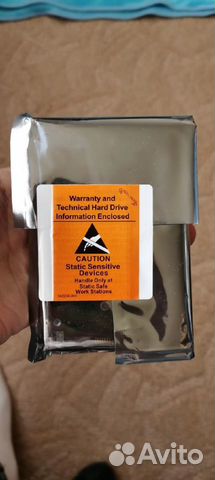 Warranty and
Technical Hard Drive
Information Enclosed
CAUTION
Static Sensitive
Devices
Handle Only at
Static Safe
Work Stations
Avito